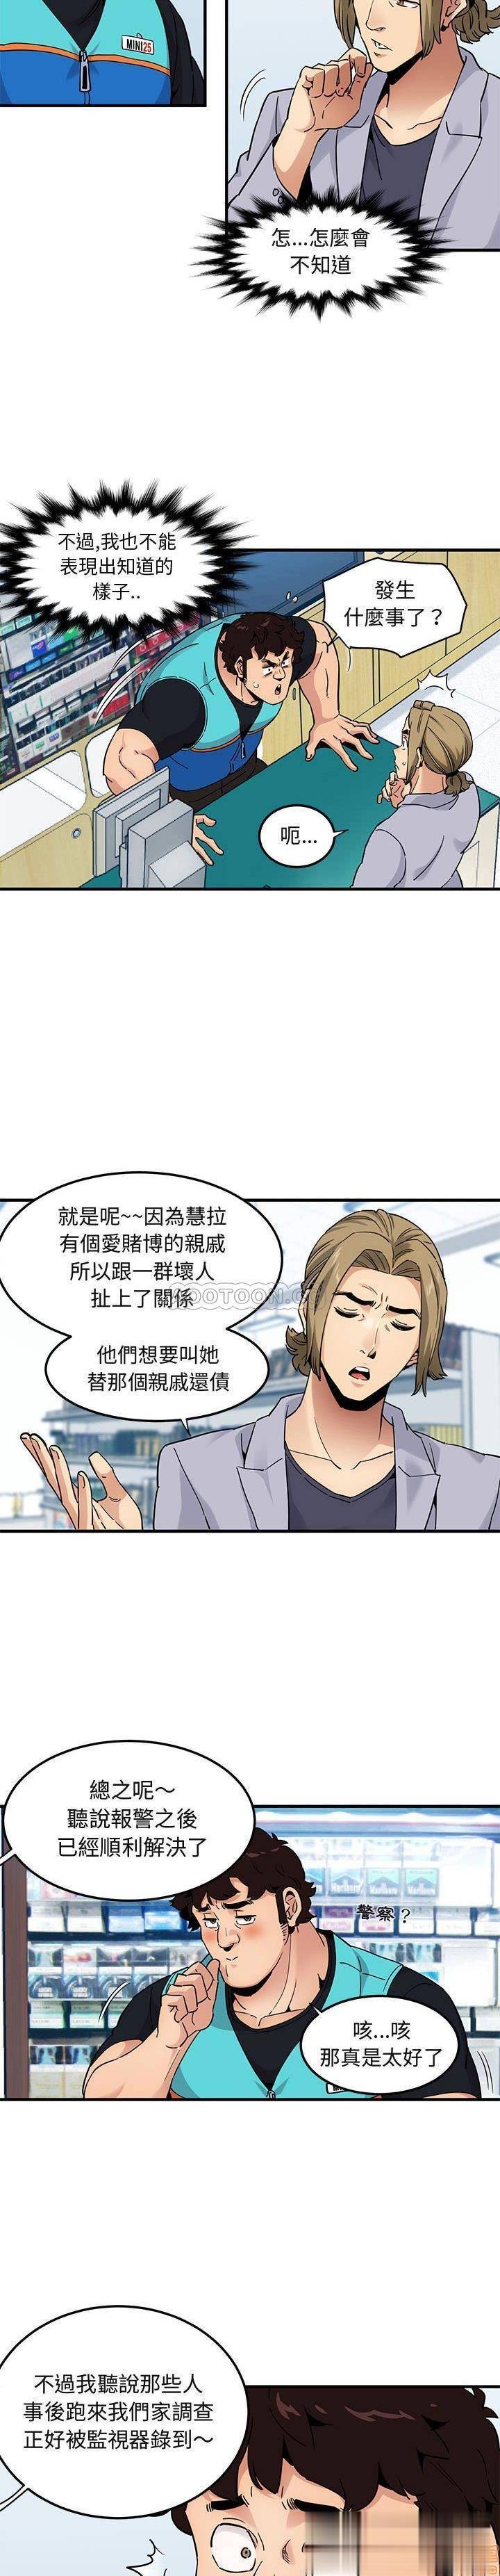 MINI25
怎...怎麼會
不知道
不過,我也不能
表現出知道的
樣子..
發生
什麼事了？
呃...
就是呢~~因為慧拉
有個愛賭博的親戚
所以跟一群壞人
扯上了關係
他們想要叫她
替那個親戚還債
總之呢～
聽說報警之後
已經順利解決了
警察？
咳...咳
那真是太好了
MINI
不過我聽說那些人
事後跑來我們家調查
正好被監視器錄到～